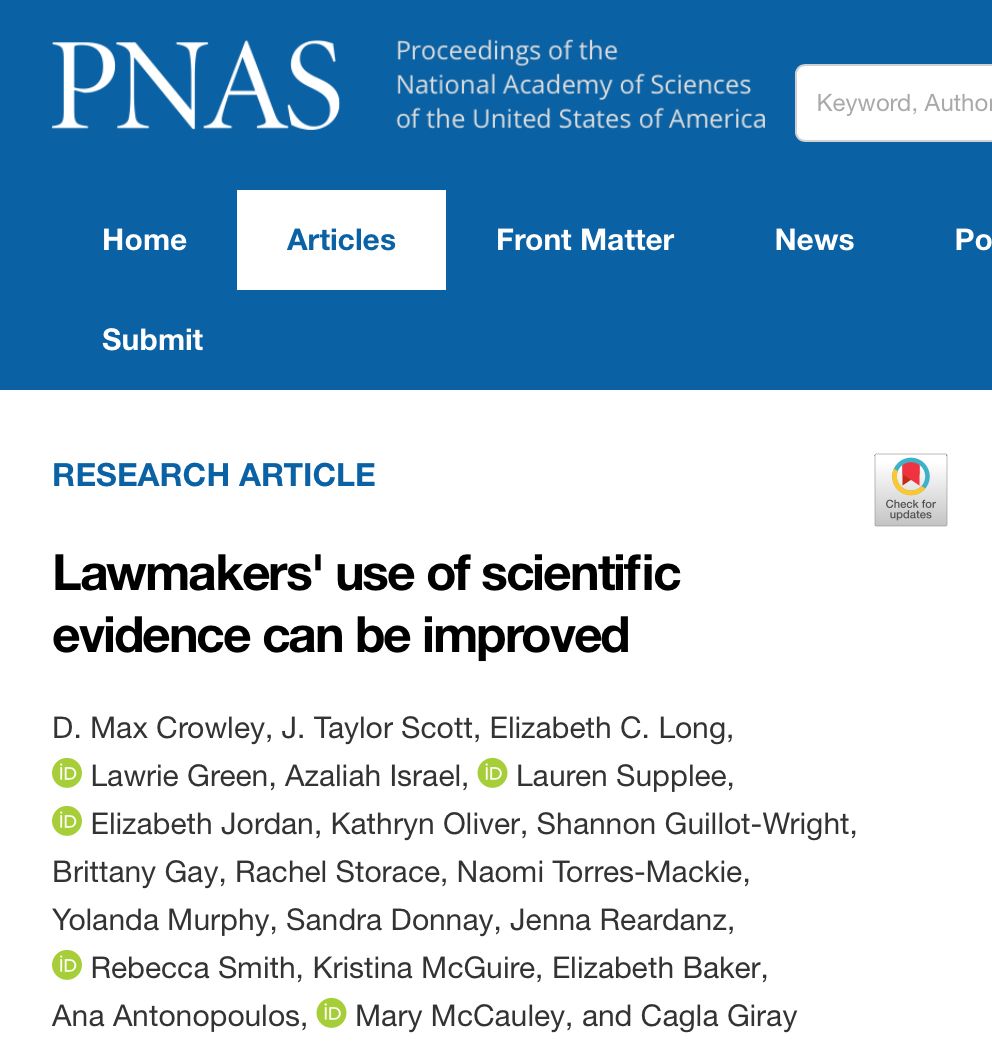 PNAS
Proceedings of the
National Academy of Sciences
of the United States of America
Keyword, Author
Home
Articles
Front Matter
News
Po
Submit
RESEARCH ARTICLE
Check for
updates
Lawmakers' use of scientific
evidence can be improved
D. Max Crowley, J. Taylor Scott, Elizabeth C. Long,
iD Lawrie Green, Azaliah Israel, iD Lauren Supplee,
iD Elizabeth Jordan, Kathryn Oliver, Shannon Guillot-Wright,
Brittany Gay, Rachel Storace, Naomi Torres-Mackie,
Yolanda Murphy, Sandra Donnay, Jenna Reardanz,
iD Rebecca Smith, Kristina McGuire, Elizabeth Baker,
Ana Antonopoulos, iD Mary McCauley, and Cagla Giray